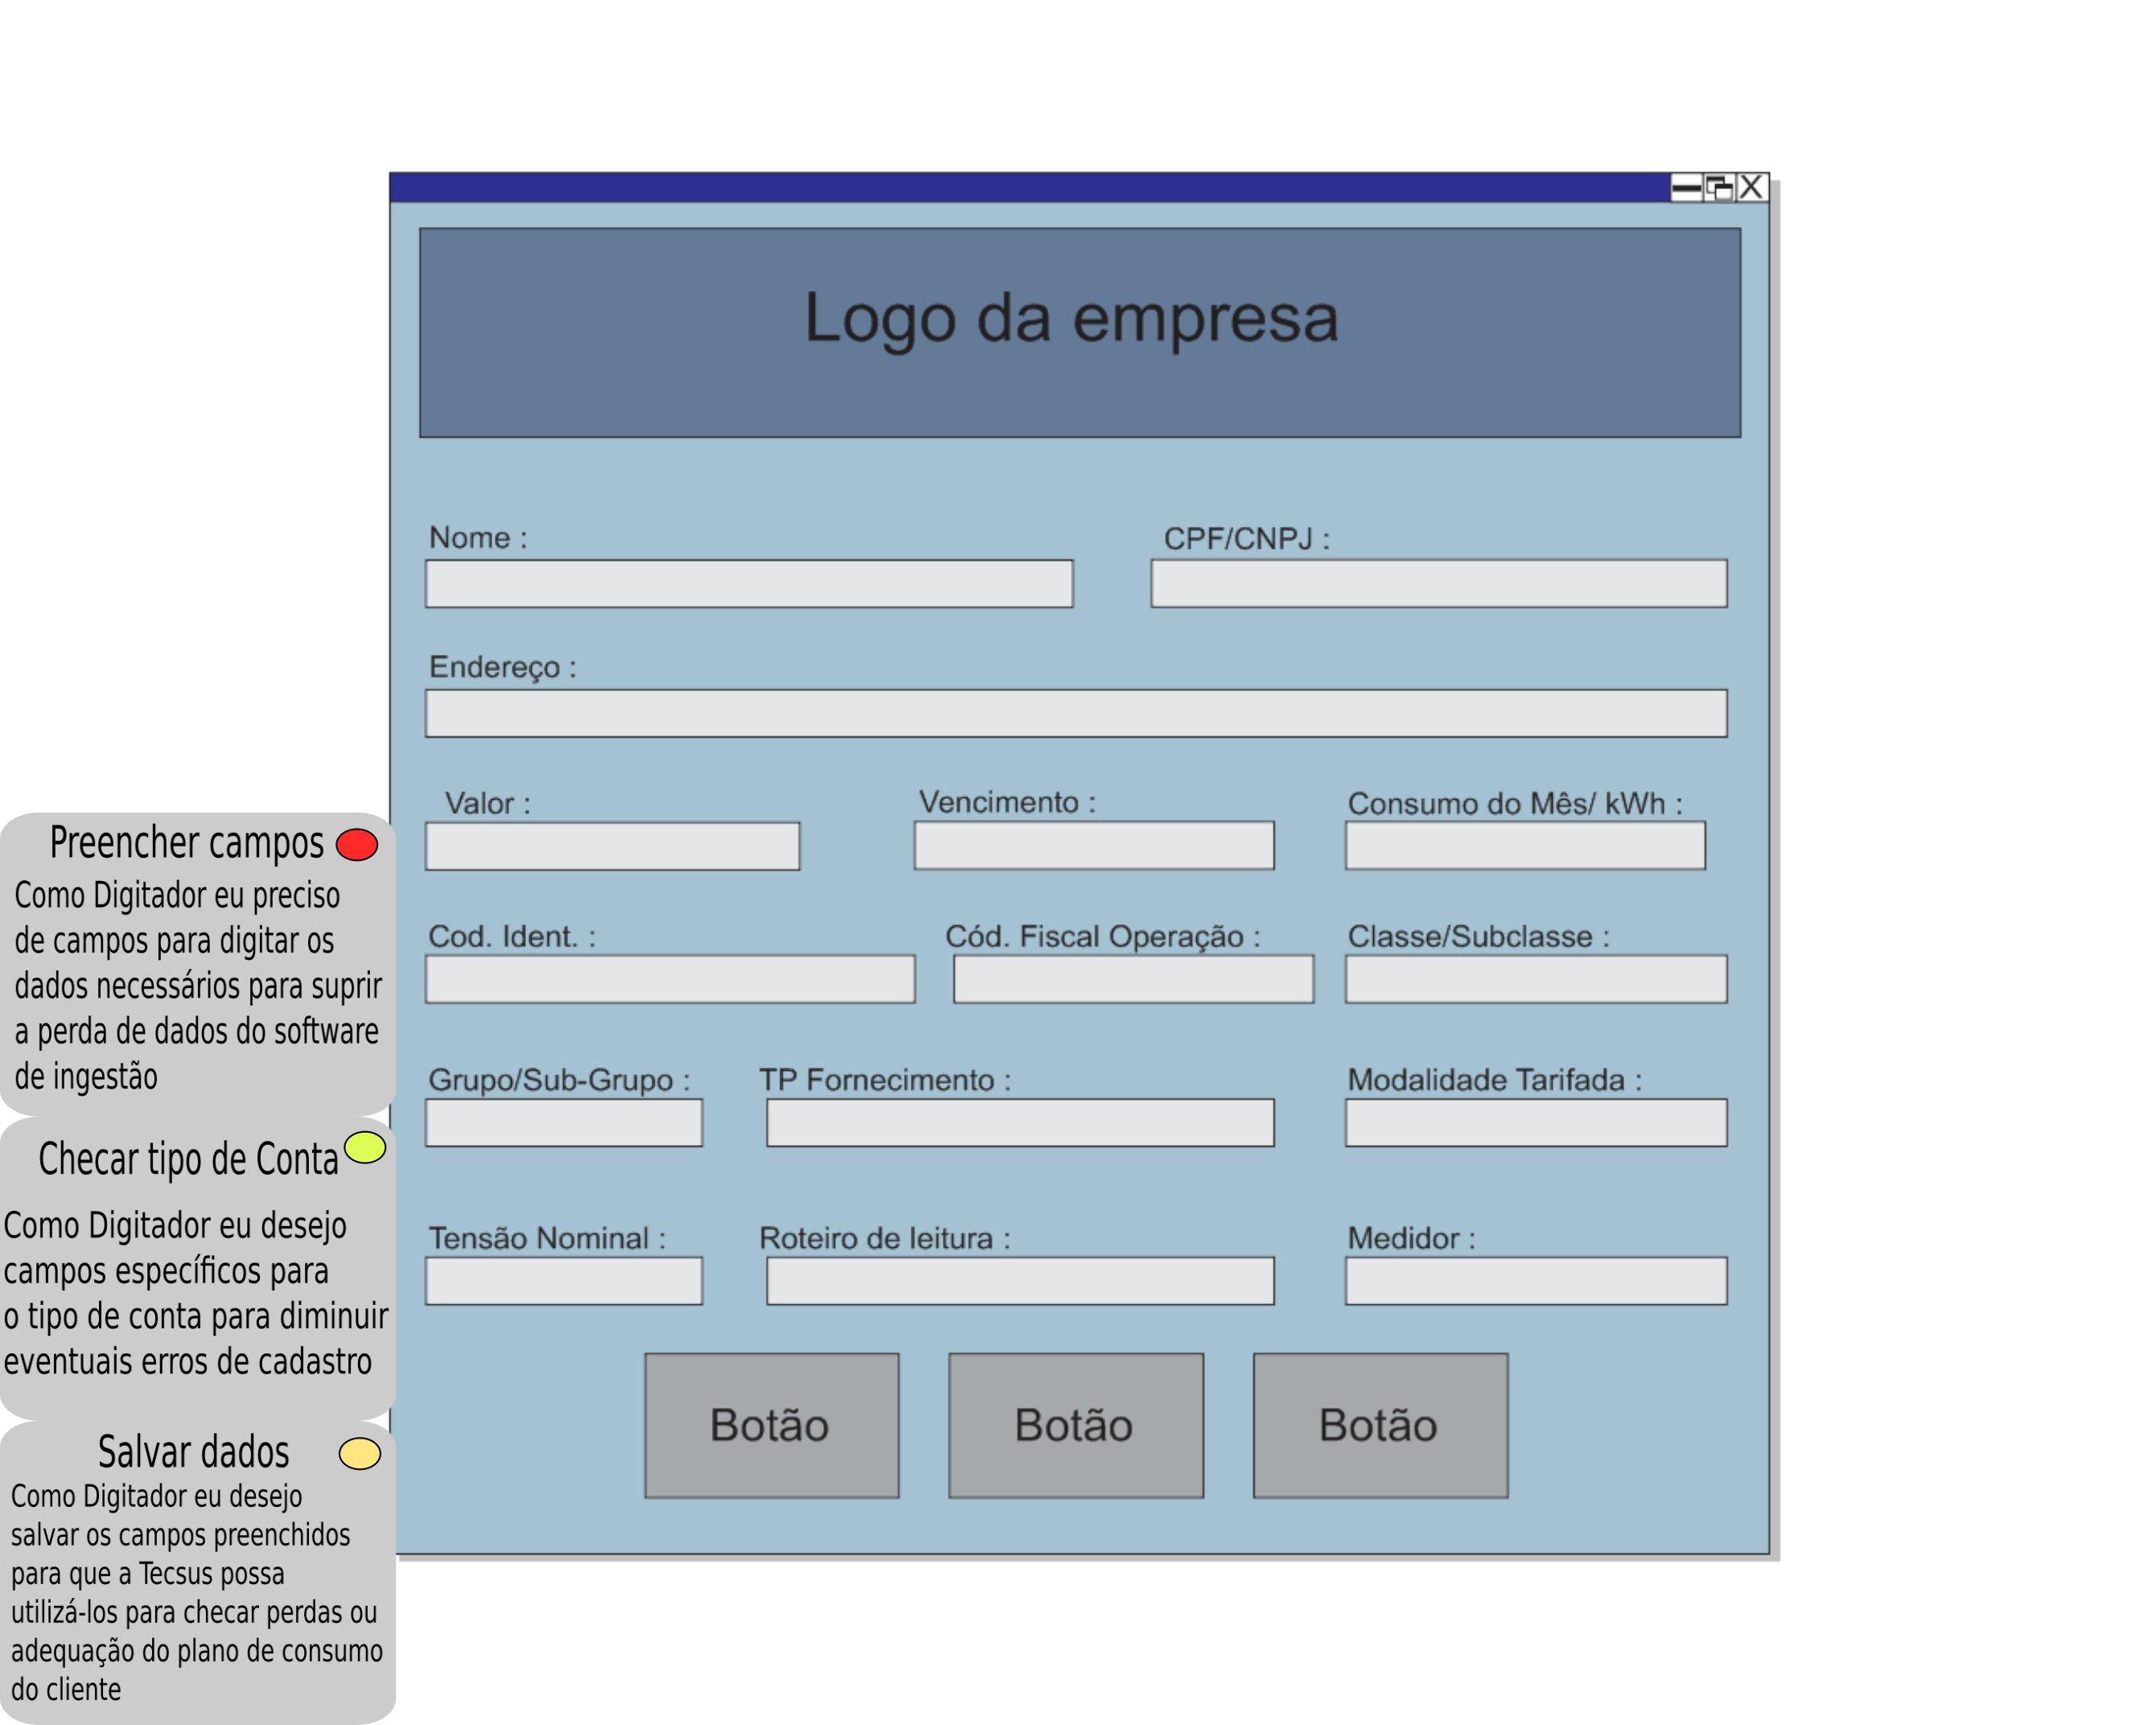 Logo da empresa
Nome :
CPF/CNPJ :
Endereço :
Valor :
Vencimento :
Consumo do Mês/ kWh :
Cod. Ident. :
Cód. Fiscal Operação :
Classe/Subclasse :
Grupo/Sub-Grupo :
TP Fornecimento :
Modalidade Tarifada :
Tensão Nominal :
Roteiro de leitura :
Medidor :
Botão
Botão
Botão
Preencher campos
Como Digitador eu preciso
de campos para digitar os
dados necessários para suprir
a perda de dados do software
de ingestão
Checar tipo de Conta
Como Digitador eu desejo
campos específicos para
o tipo de conta para diminuir
eventuais erros de cadastro
Salvar dados
Como Digitador eu desejo
salvar os campos preenchidos
para que a Tecsus possa
utilizá-los para checar perdas ou
adequação do plano de consumo
do cliente